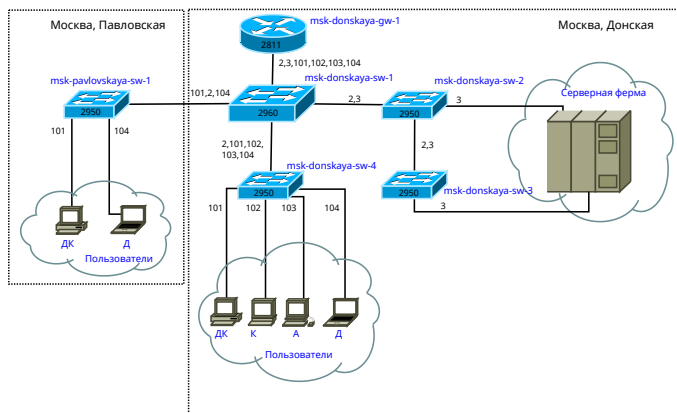 Москва, Павловская
Москва, Донская
msk-donskaya-gw-1
2811
2,3,101,102,103,104
msk-donskaya-sw-1
msk-pavlovskaya-sw-1
2950
101,2,104
2960
2,3
msk-donskaya-sw-2
2950
3
Серверная ферма
101
104
2,101,102,
103,104
2,3
msk-donskaya-sw-4
2950
2950
msk-donskaya-sw-3
3
101
102
103
104
ДК
Д
Пользователи
ДК
К
А
Д
Пользователи